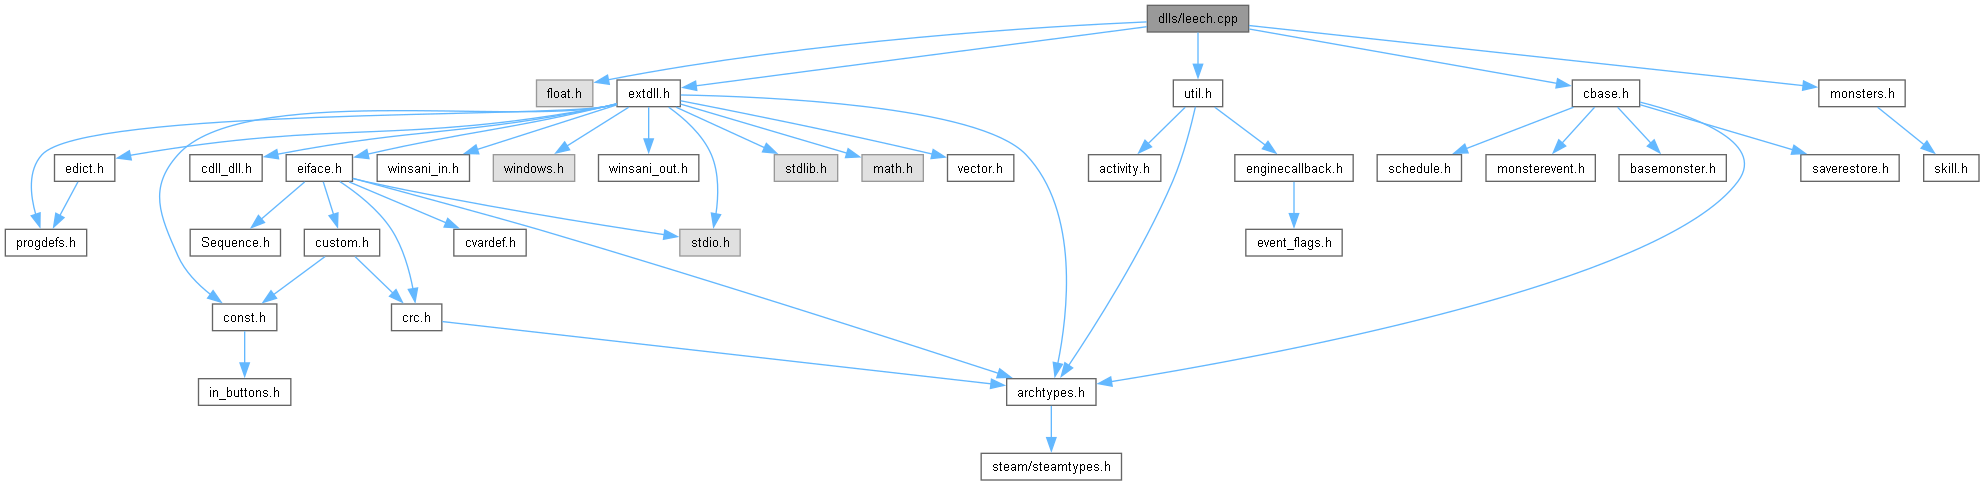 dlls/leech.cpp
float.h
extdll.h
util.h
cbase.h
monsters.h
edict.h
cdll_dll.h
eiface.h
winsani_in.h
windows.h
winsani_out.h
stdlib.h
math.h
vector.h
activity.h
enginecallback.h
schedule.h
monsterevent.h
basemonster.h
saverestore.h
skill.h
progdefs.h
Sequence.h
custom.h
cvardef.h
stdio.h
event_flags.h
const.h
crc.h
in_buttons.h
archtypes.h
steam/steamtypes.h